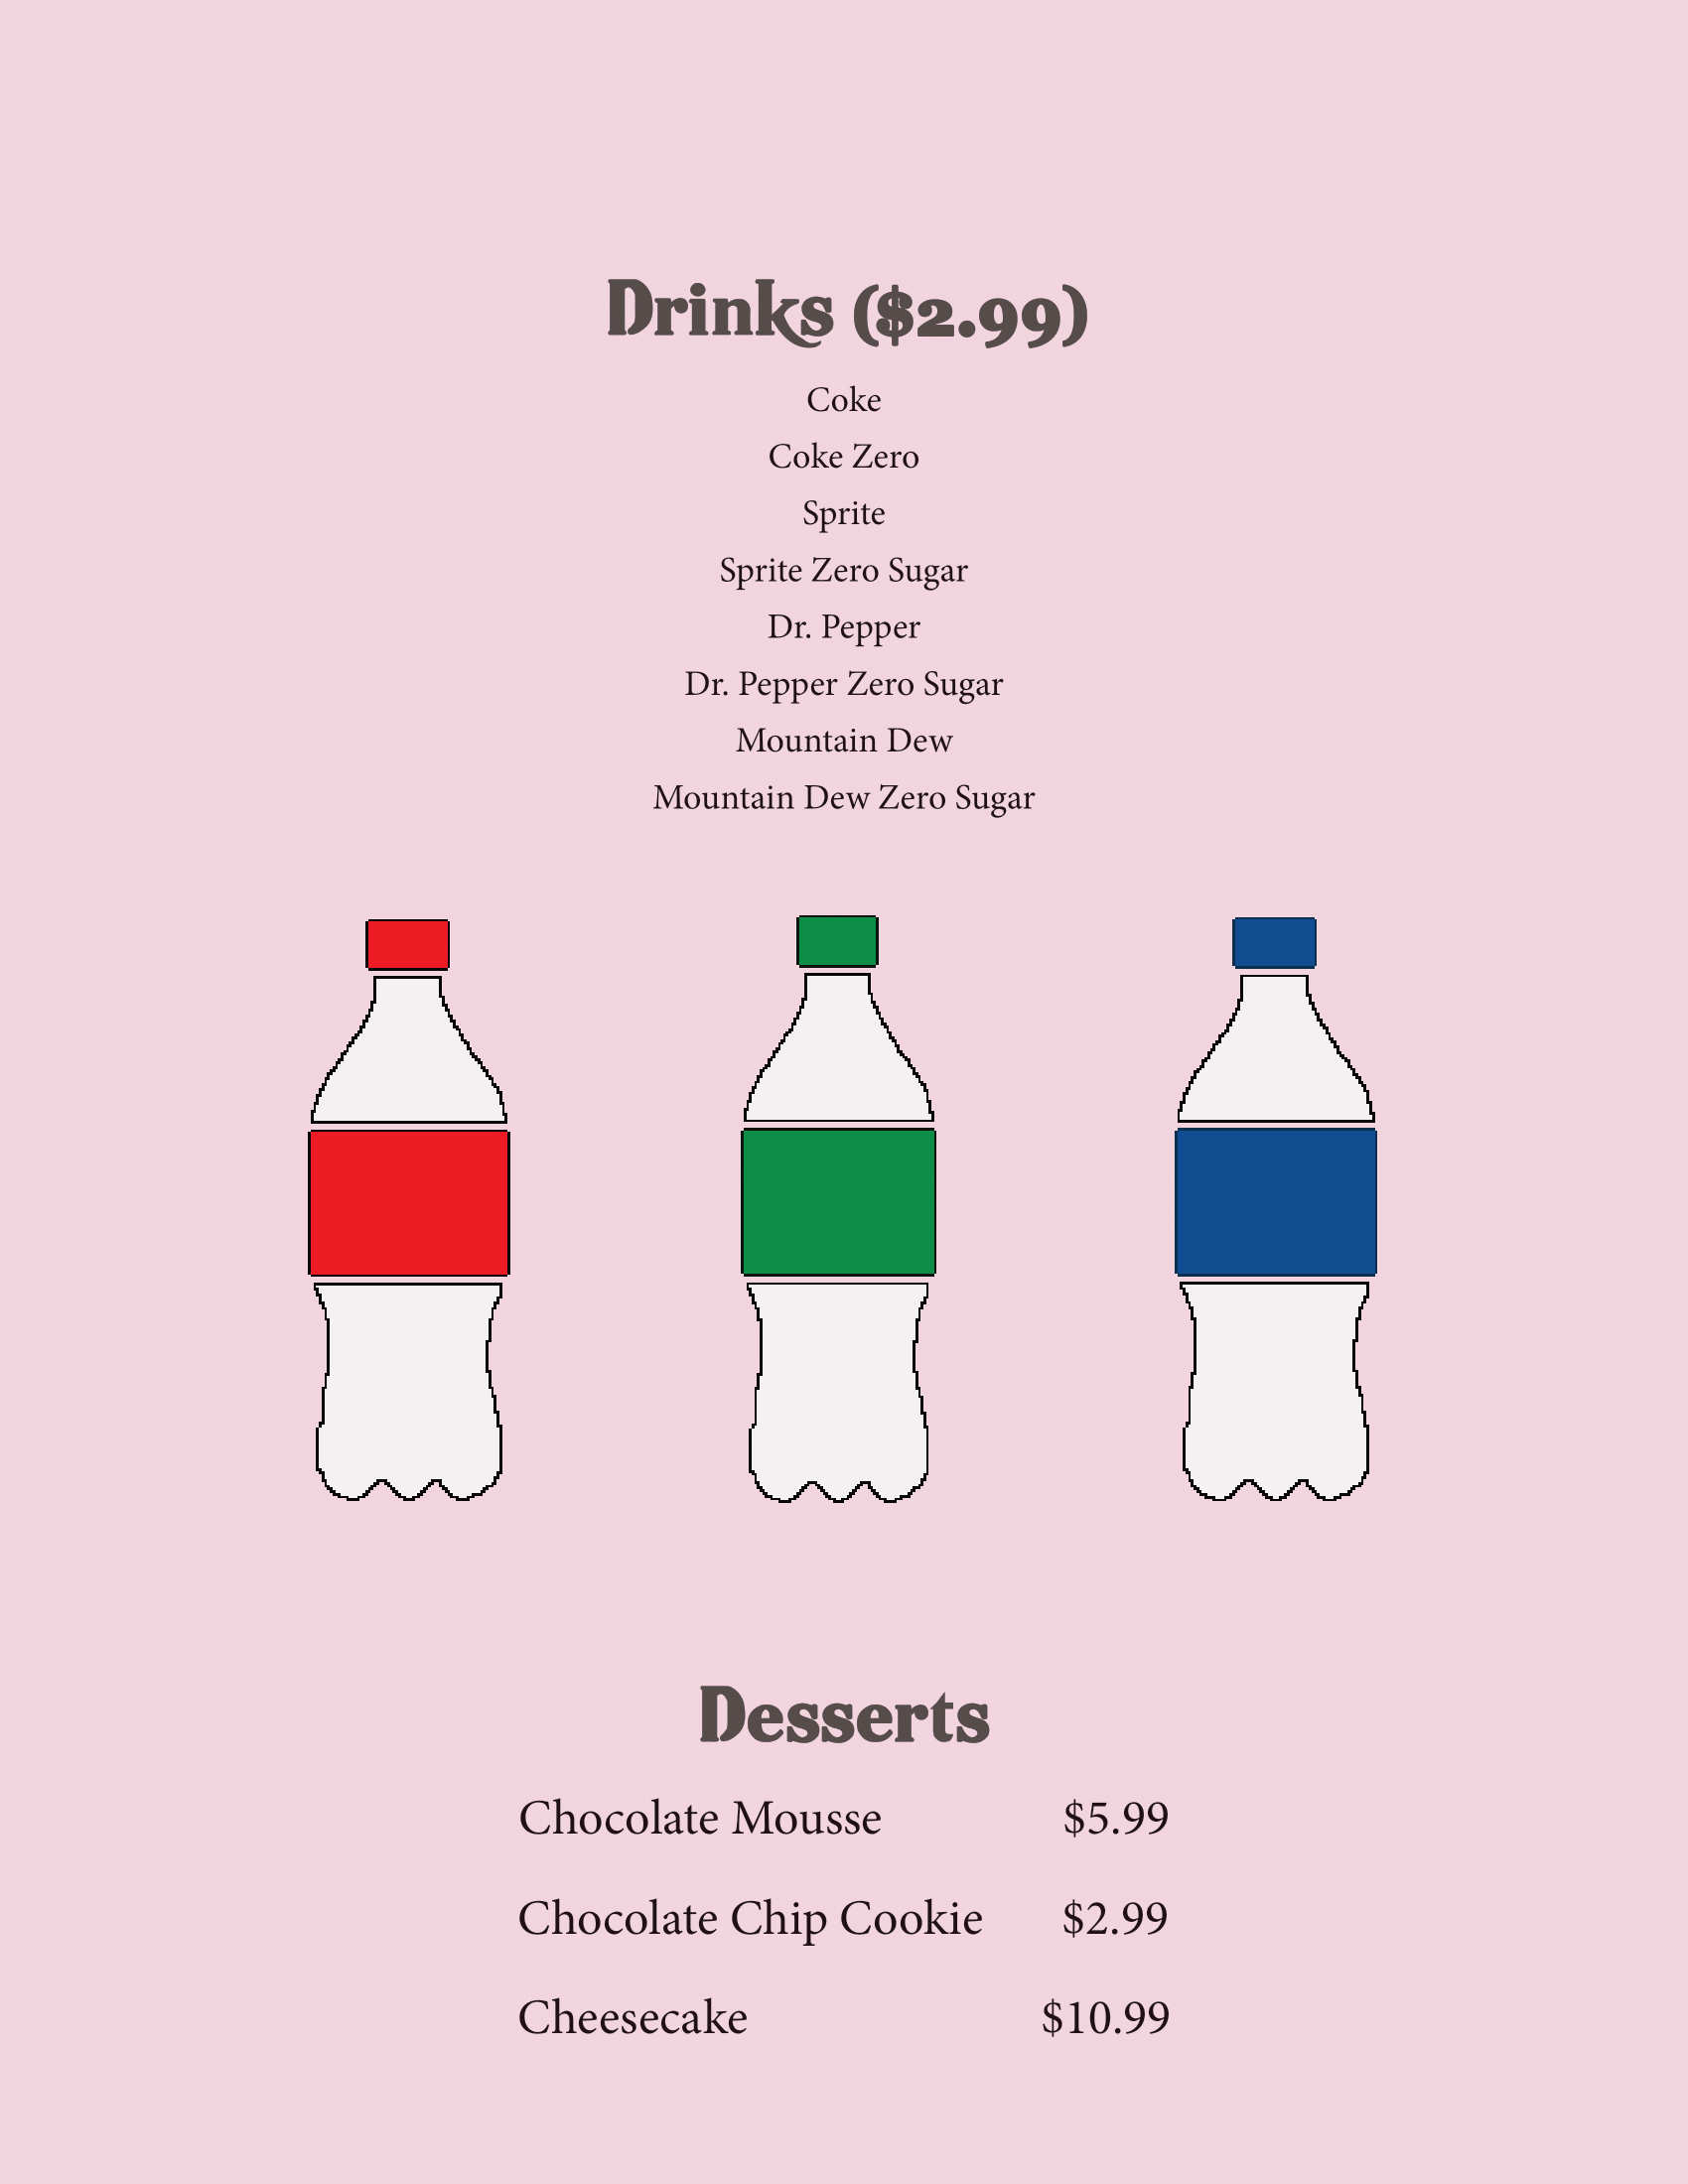 Drinks ($2.99)
Coke
Coke Zero
Sprite
Sprite Zero Sugar
Dr. Pepper
Dr. Pepper Zero Sugar
Mountain Dew
Mountain Dew Zero Sugar
Desserts
Chocolate Mousse $5.99
Chocolate Chip Cookie $2.99
Cheesecake $10.99